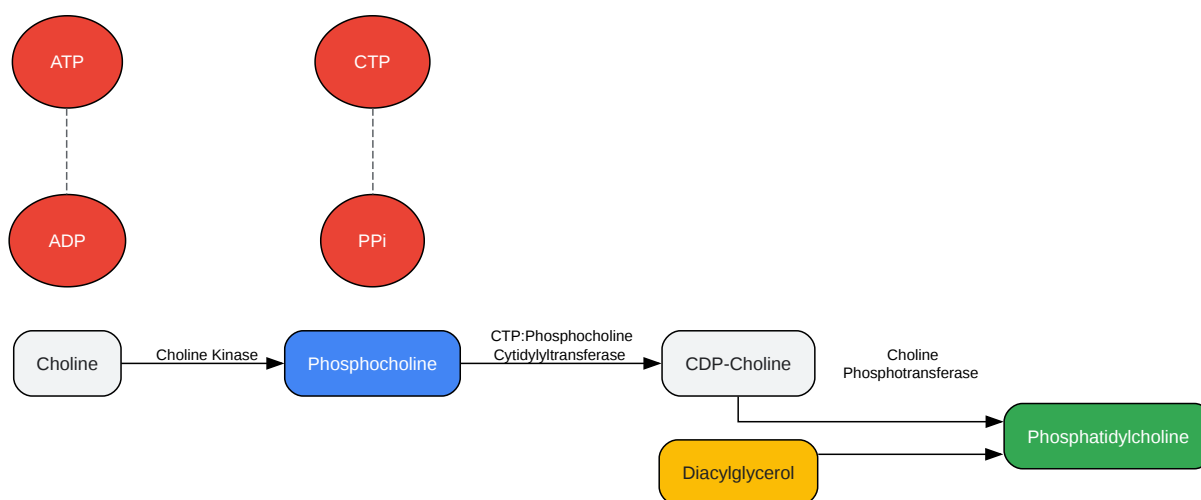 ATP
CTP
ADP
PPi
Choline
Choline Kinase
Phosphocholine
CTP:Phosphocholine
Cytidylyltransferase
CDP-Choline
Choline
Phosphotransferase
Diacylglycerol
Phosphatidylcholine